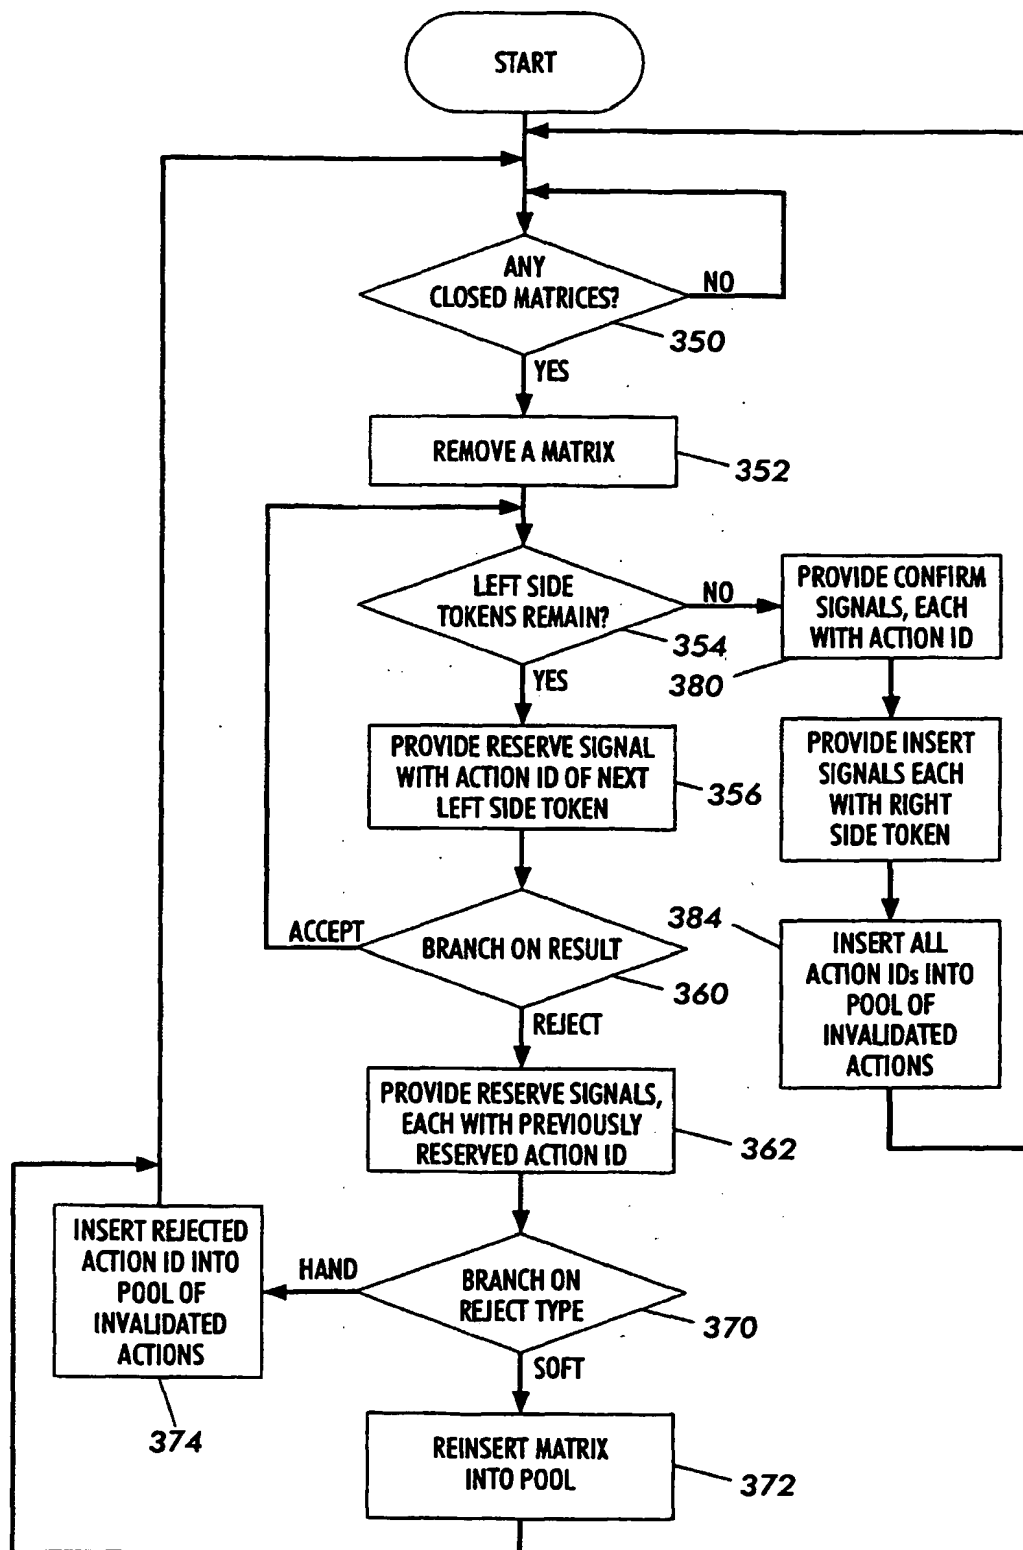 START
ANY
CLOSED MATRICES?
NO
350
YES
REMOVE A MATRIX
352
LEFT SIDE
TOKENS REMAIN?
NO
354
YES
PROVIDE CONFIRM
SIGNALS, EACH
WITH ACTION ID
380
PROVIDE RESERVE SIGNAL
WITH ACTION ID OF NEXT
LEFT SIDE TOKEN
356
PROVIDE INSERT
SIGNALS EACH
WITH RIGHT
SIDE TOKEN
ACCEPT
BRANCH ON RESULT
360
REJECT
384
INSERT ALL
ACTION IDs INTO
POOL OF
INVALIDATED
ACTIONS
PROVIDE RESERVE SIGNALS,
EACH WITH PREVIOUSLY
RESERVED ACTION ID
362
INSERT REJECTED
ACTION ID INTO
POOL OF
INVALIDATED
ACTIONS
374
HAND
BRANCH ON
REJECT TYPE
370
SOFT
REINSERT MATRIX
INTO POOL
372